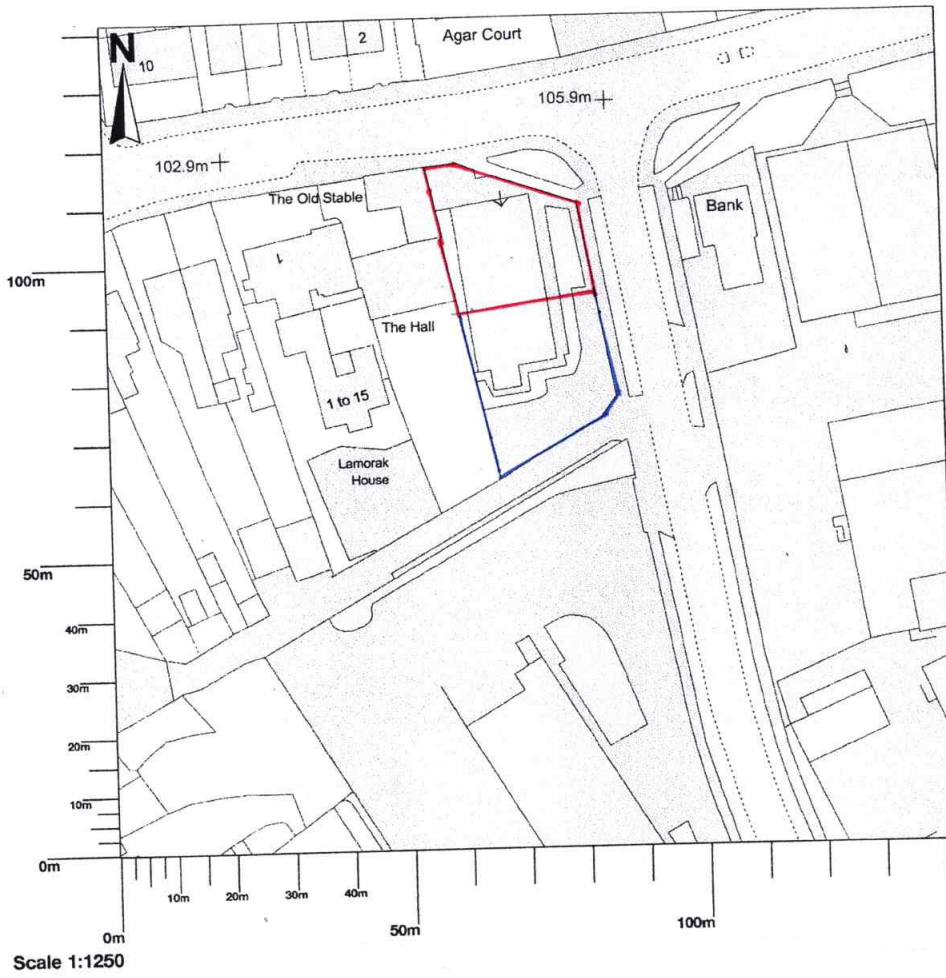 Agar Court
2
N
10
105.9m
102.9m
The Old Stable
Bank
1
100m
The Hall
1 to 15
Lamorak
House
50m
40m
30m
20m
10m
0m
10m
20m
30m
40m
0m
50m
100m
Scale 1:1250